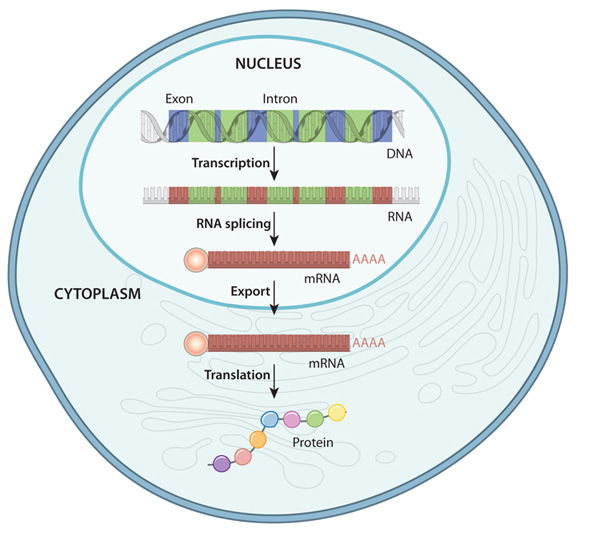 NUCLEUS
Exon
Intron
DNA
Transcription
RNA
RNA splicing
AAAA
mRNA
CYTOPLASM
Export
AAAA
mRNA
Translation
Protein